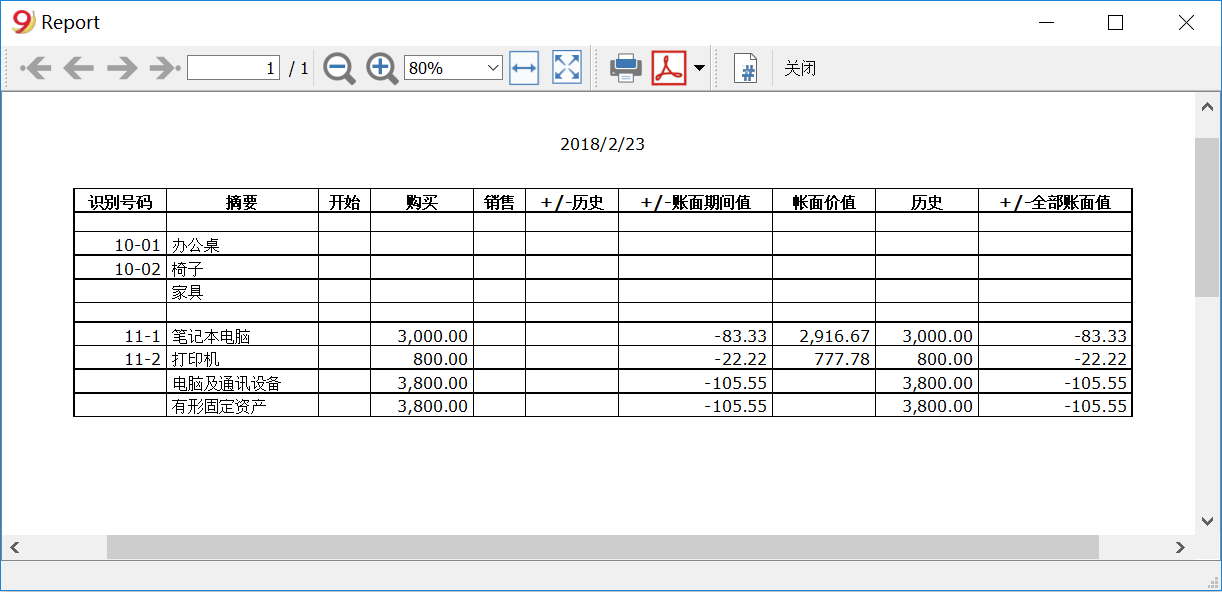 Report
1 / 1 80% # 关闭
2018/2/23
识别号码 摘要 开始 购买 销售 +/-历史 +/-账面期间值 帐面价值 历史 +/-全部账面值
10-01 办公桌
10-02 椅子
家具
11-1 笔记本电脑 3,000.00 -83.33 2,916.67 3,000.00 -83.33
11-2 打印机 800.00 -22.22 777.78 800.00 -22.22
电脑及通讯设备 3,800.00 -105.55 3,800.00 -105.55
有形固定资产 3,800.00 -105.55 3,800.00 -105.55